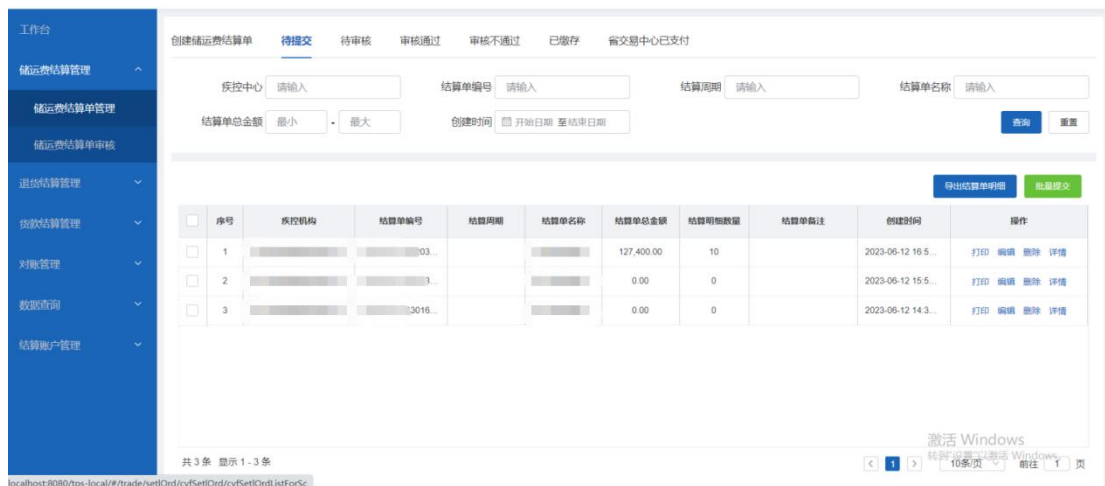 工作台
储运费结算管理
储运费结算单管理
储运费结算单审核
退货结算管理
货款结算管理
对账管理
数据查询
结算账户管理
创建储运费结算单 待提交 待审核 审核通过 审核不通过 已缴存 省交易中心已支付
疾控中心 请输入 结算单编号 请输入 结算周期 请输入 结算单名称 请输入
结算单总金额 最小 - 最大 创建时间 开始日期 至结束日期 查询 重置
导出结算单明细 批量提交
序号 疾控机构 结算单编号 结算周期 结算单名称 结算单总金额 结算明细数量 结算单备注 创建时间 操作
1 03... 127,400.00 10 2023-06-12 16:5... 打印 编辑 删除 详情
2 3... 0.00 0 2023-06-12 15:5... 打印 编辑 删除 详情
3 3016... 0.00 0 2023-06-12 14:3... 打印 编辑 删除 详情
激活 Windows
转到"设置"以激活 Windows。
共 3 条 显示 1 - 3 条 1 10条/页 前往 1 页
localhost:8080/tps-local/#/trade/setlOrd/cyfSetlOrd/cyfSetlOrdListForSc